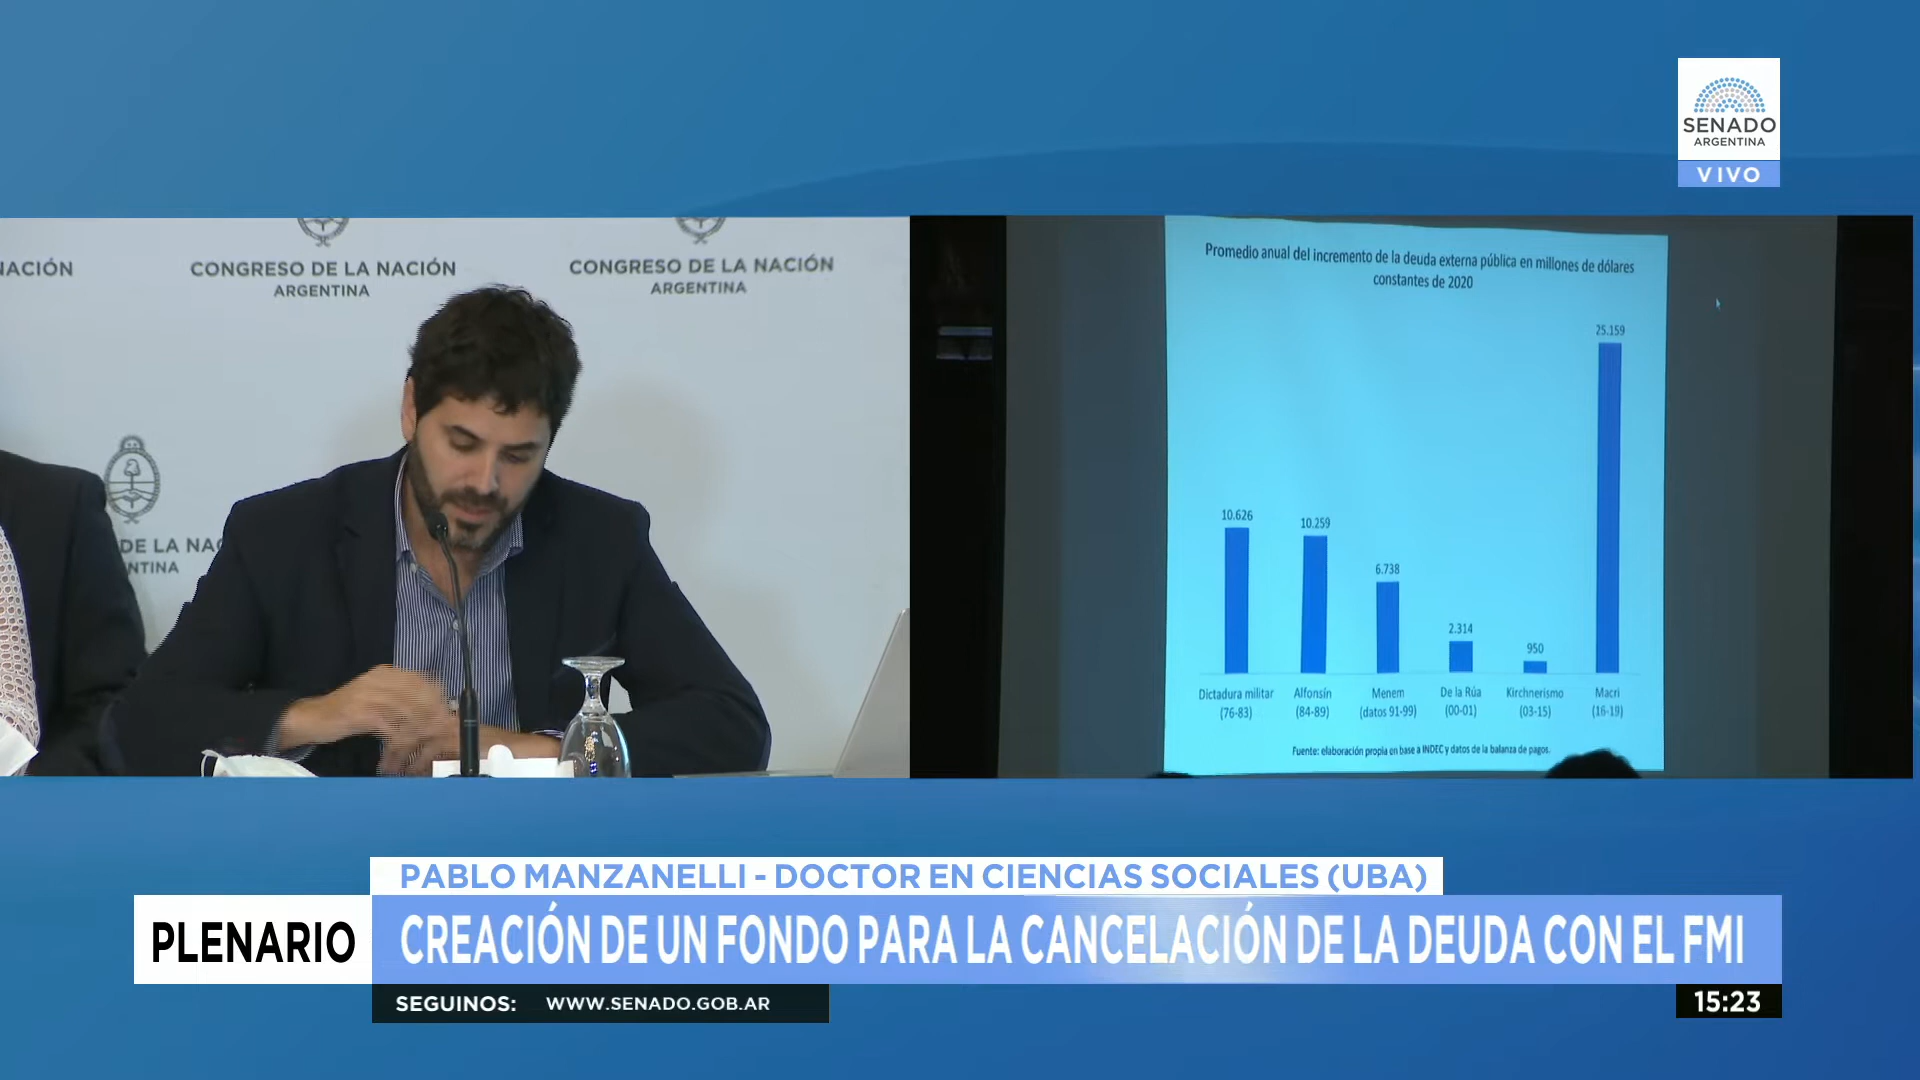 SENADO
ARGENTINA
VIVO
NACIÓN
CONGRESO DE LA NACIÓN
ARGENTINA
CONGRESO DE LA NACIÓN
ARGENTINA
DE LA NAC
NTINA
Promedio anual del incremento de la deuda externa pública en millones de dólares
constantes de 2020
25.159
10.626
10.259
6.738
2.314
950
Dictadura militar
(76-83)
Alfonsín
(84-89)
Menem
(datos 91-99)
De la Rúa
(00-01)
Kirchnerismo
(03-15)
Macri
(16-19)
Fuente: elaboración propia en base a INDEC y datos de la balanza de pagos.
PABLO MANZANELLI - DOCTOR EN CIENCIAS SOCIALES (UBA)
PLENARIO
CREACIÓN DE UN FONDO PARA LA CANCELACIÓN DE LA DEUDA CON EL FMI
SEGUINOS: WWW.SENADO.GOB.AR
15:23